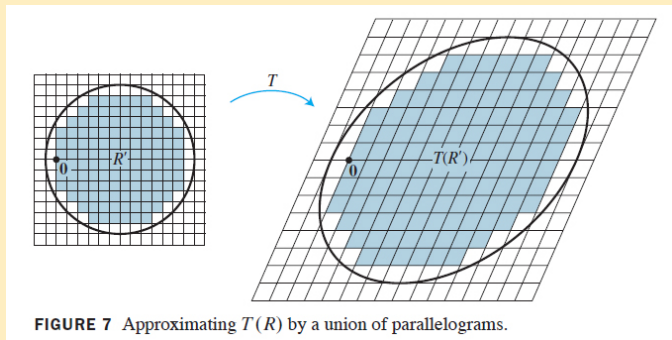 T
R'
0
T(R')
0
FIGURE 7 Approximating T(R) by a union of parallelograms.